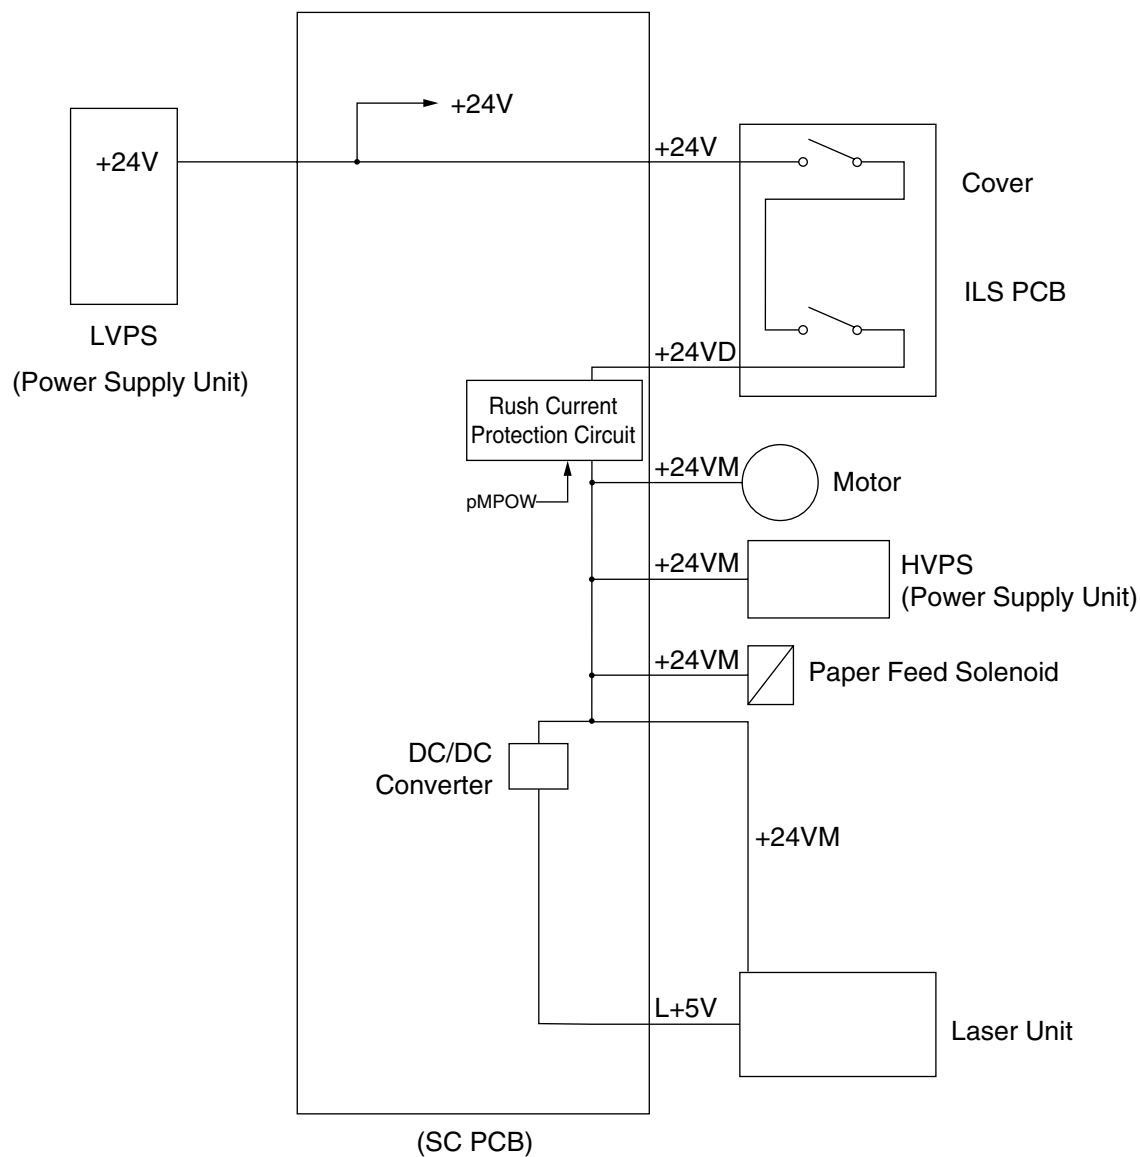 +24V
+24V
+24V
Cover
ILS PCB
LVPS
(Power Supply Unit)
+24VD
Rush Current
Protection Circuit
pMPOW
+24VM
Motor
+24VM
HVPS
(Power Supply Unit)
+24VM
Paper Feed Solenoid
DC/DC
Converter
+24VM
L+5V
Laser Unit
(SC PCB)